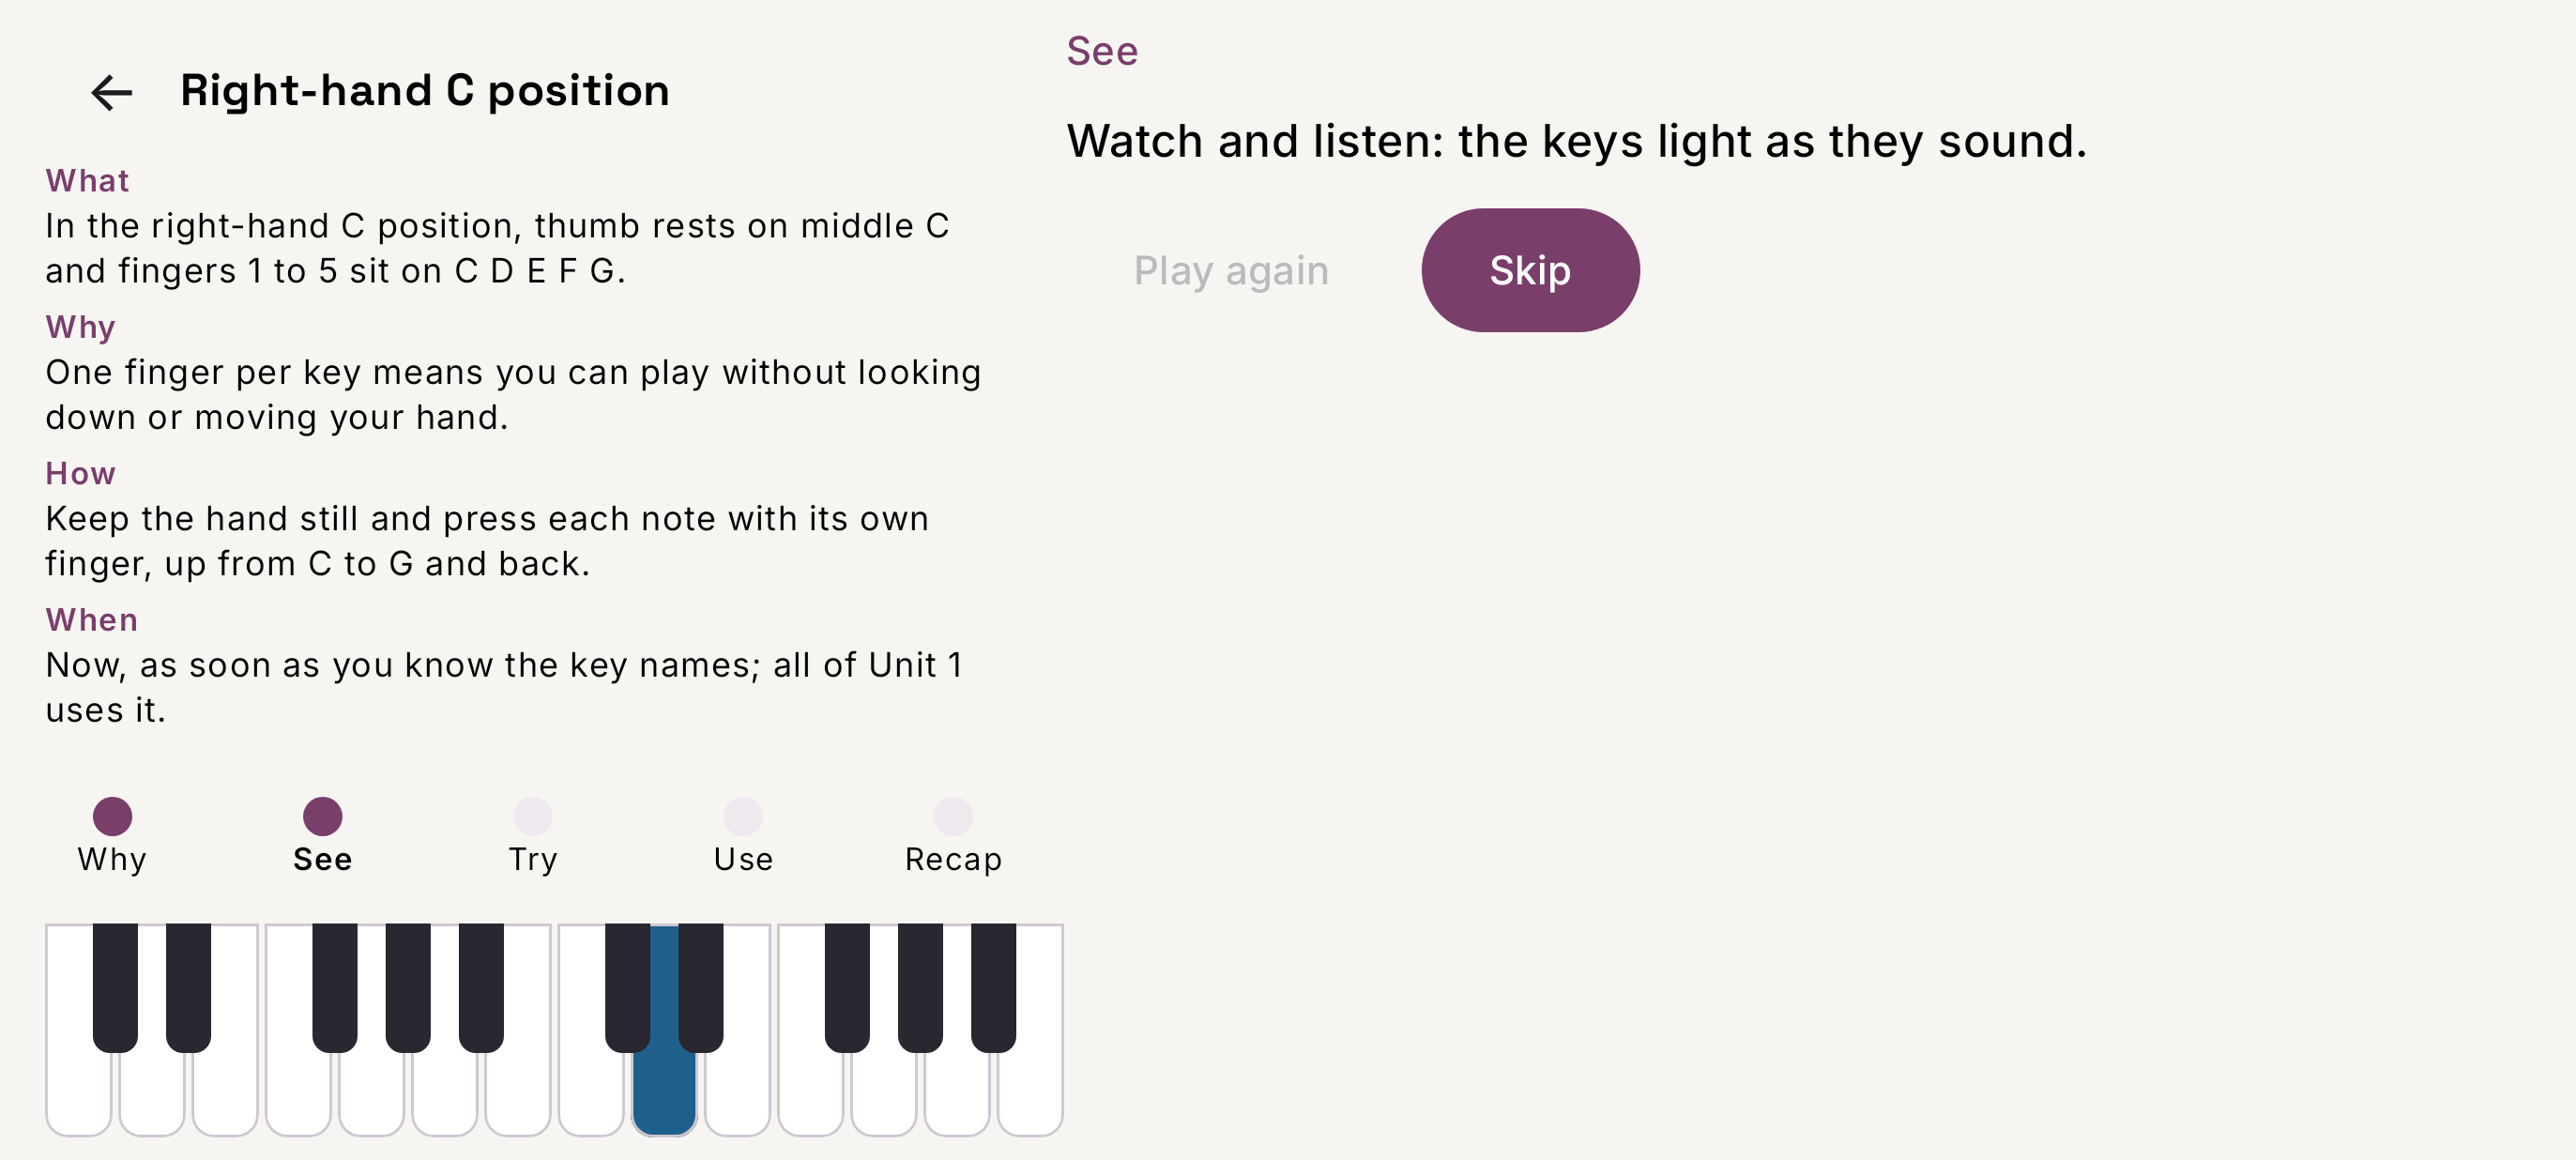 Right-hand C position
What
In the right-hand C position, thumb rests on middle C
and fingers 1 to 5 sit on C D E F G.
Why
One finger per key means you can play without looking
down or moving your hand.
How
Keep the hand still and press each note with its own
finger, up from C to G and back.
When
Now, as soon as you know the key names; all of Unit 1
uses it.
Why
See
Try
Use
Recap
See
Watch and listen: the keys light as they sound.
Play again
Skip